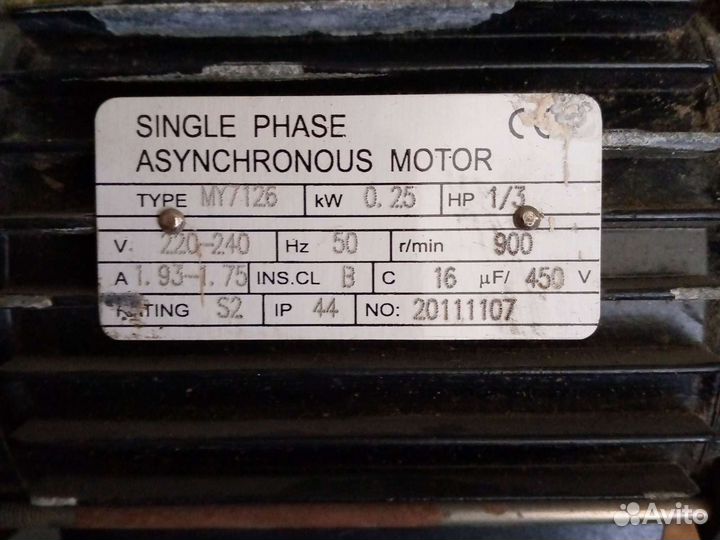 SINGLE PHASE CE
ASYNCHRONOUS MOTOR
TYPE MY7126 kW 0.25 HP 1/3
V. 220-240 Hz 50 r/min 900
A 1.93-1.75 INS.CL B C 16 μF/ 450 V
RATING S2 IP 44 NO: 20111107
Avito